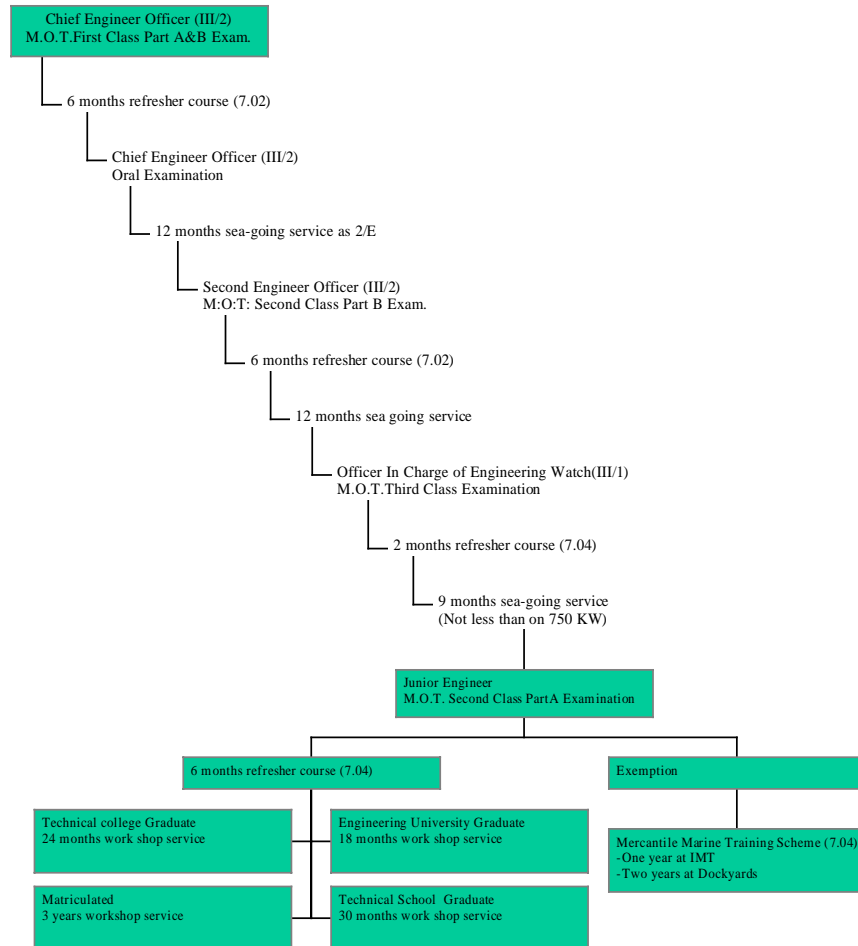 Chief Engineer Officer (III/2)
M.O.T.First Class Part A&B Exam.
6 months refresher course (7.02)
Chief Engineer Officer (III/2)
Oral Examination
12 months sea-going service as 2/E
Second Engineer Officer (III/2)
M:O:T: Second Class Part B Exam.
6 months refresher course (7.02)
12 months sea going service
Officer In Charge of Engineering Watch(III/1)
M.O.T.Third Class Examination
2 months refresher course (7.04)
9 months sea-going service
(Not less than on 750 KW)
Junior Engineer
M.O.T. Second Class PartA Examination
6 months refresher course (7.04)
Exemption
Technical college Graduate
24 months work shop service
Engineering University Graduate
18 months work shop service
Mercantile Marine Training Scheme (7.04)
-One year at IMT
-Two years at Dockyards
Matriculated
3 years workshop service
Technical School Graduate
30 months work shop service